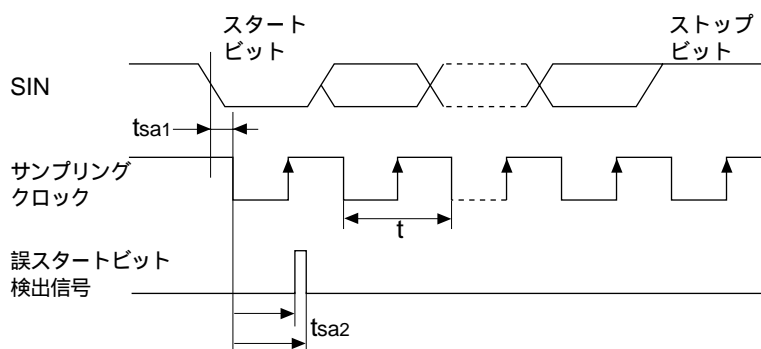 スタート
ビット
ストップ
ビット
SIN
tsa1
サンプリング
クロック
t
誤スタートビット
検出信号
tsa2